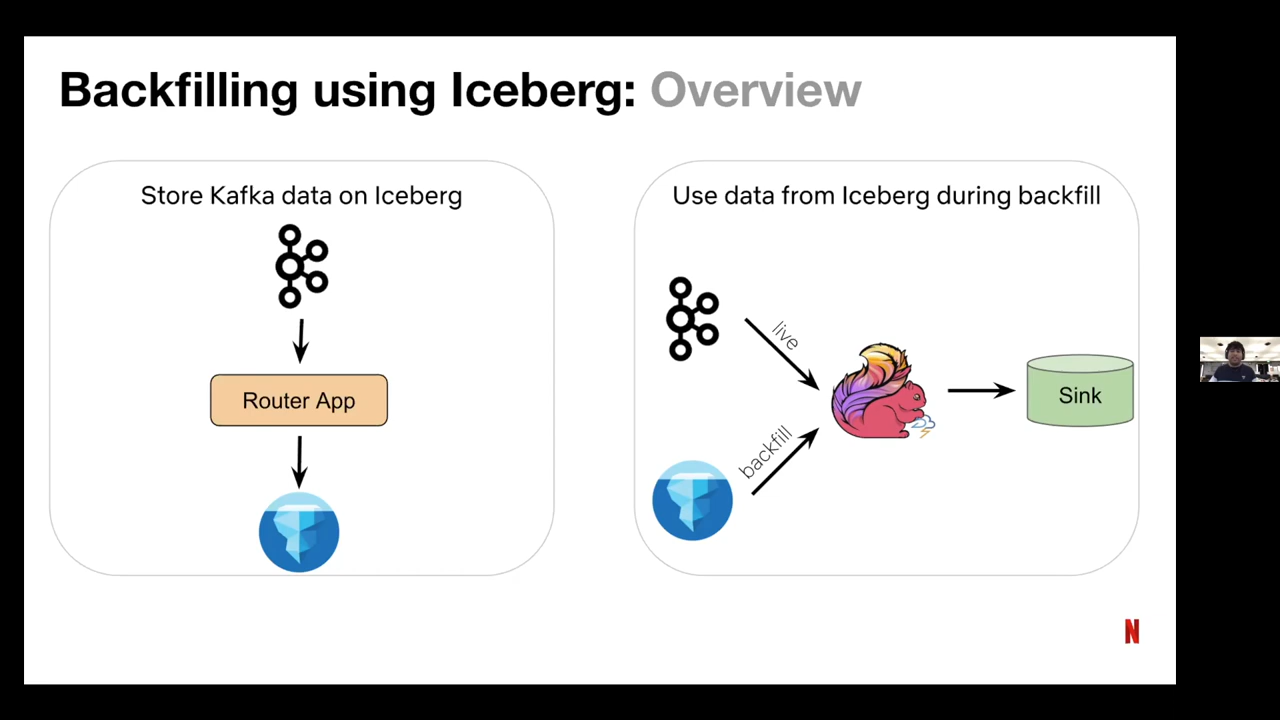 Backfilling using Iceberg: Overview
Store Kafka data on Iceberg
Router App
Use data from Iceberg during backfill
live
backfill
Sink
N